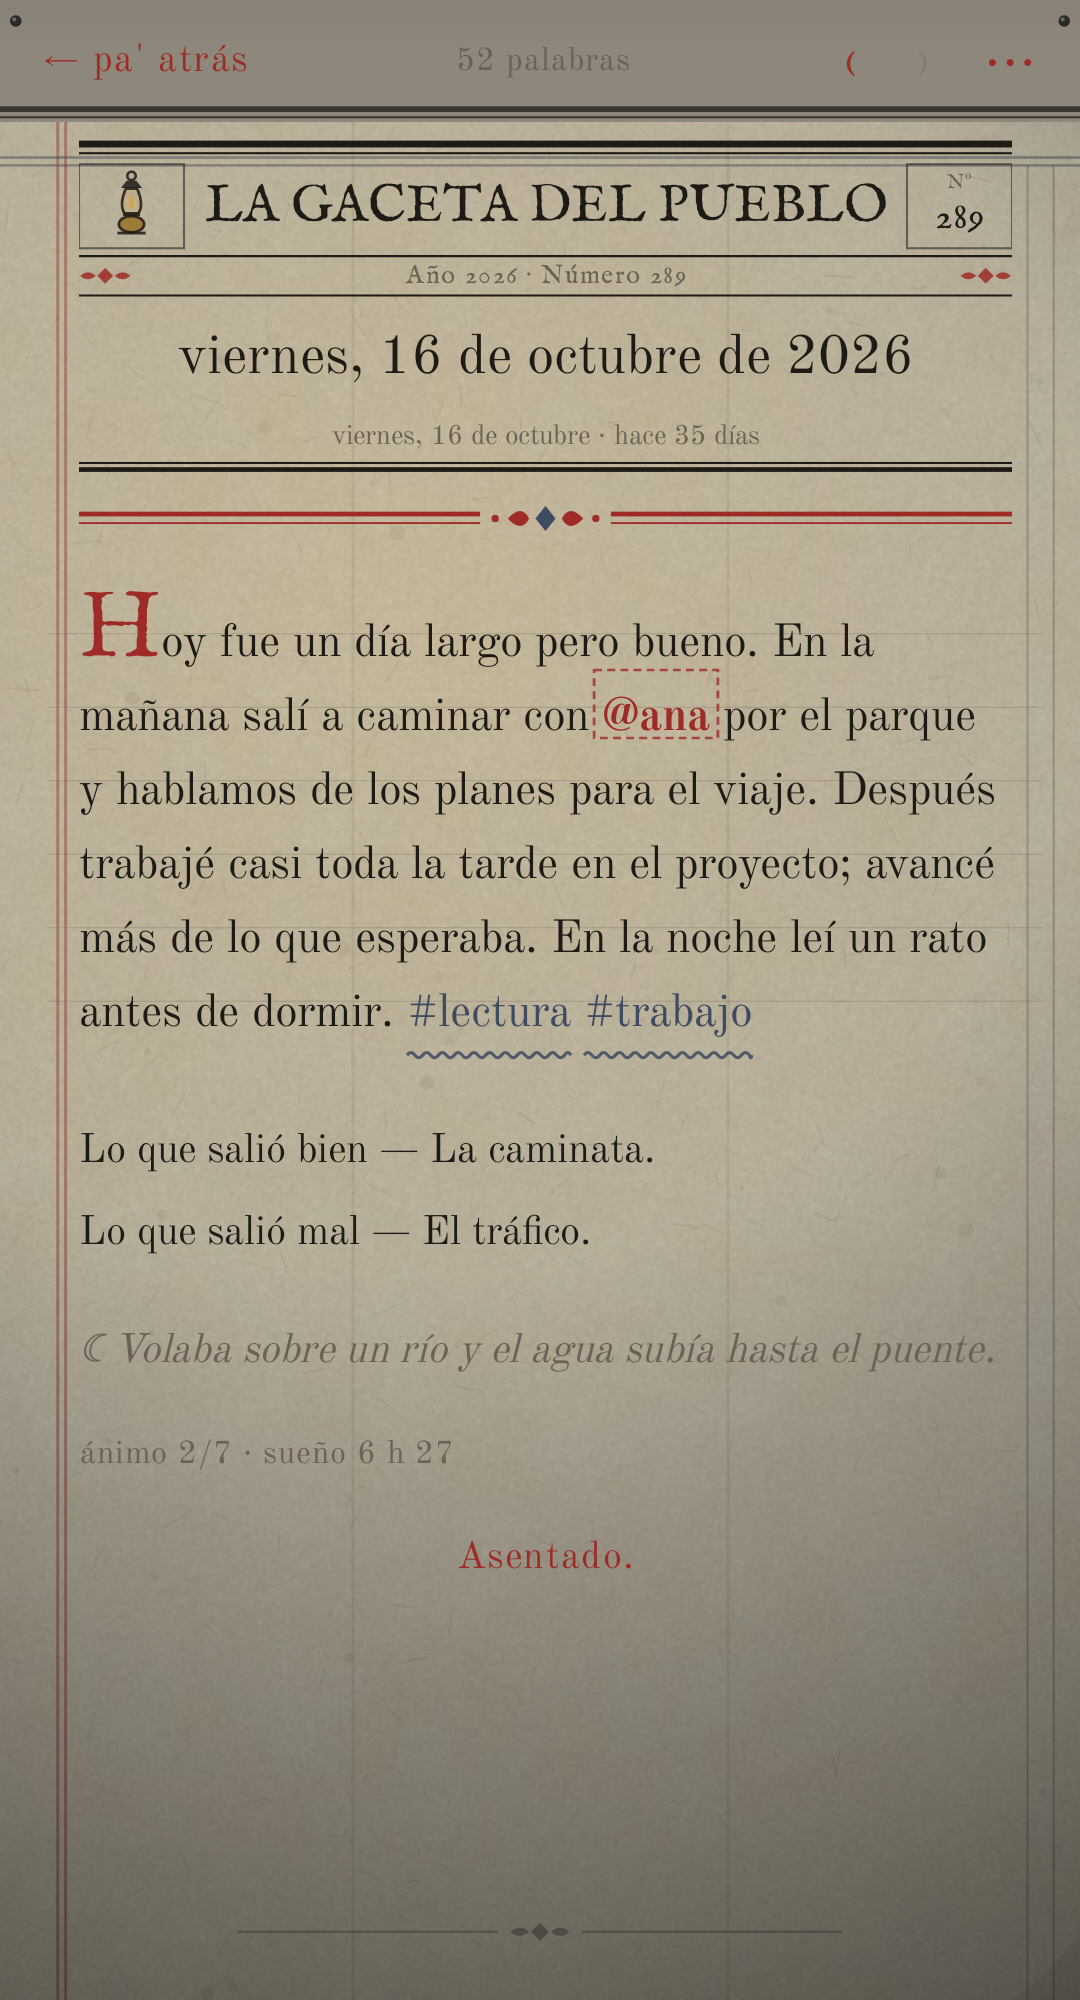 ← pa' atrás 52 palabras ( ) ...
LA GACETA DEL PUEBLO
Nº
289
Año 2026 · Número 289
viernes, 16 de octubre de 2026
viernes, 16 de octubre · hace 35 días
Hoy fue un día largo pero bueno. En la
mañana salí a caminar con @ana por el parque
y hablamos de los planes para el viaje. Después
trabajé casi toda la tarde en el proyecto; avancé
más de lo que esperaba. En la noche leí un rato
antes de dormir. #lectura #trabajo
Lo que salió bien — La caminata.
Lo que salió mal — El tráfico.
☾ Volaba sobre un río y el agua subía hasta el puente.
ánimo 2/7 · sueño 6 h 27
Asentado.